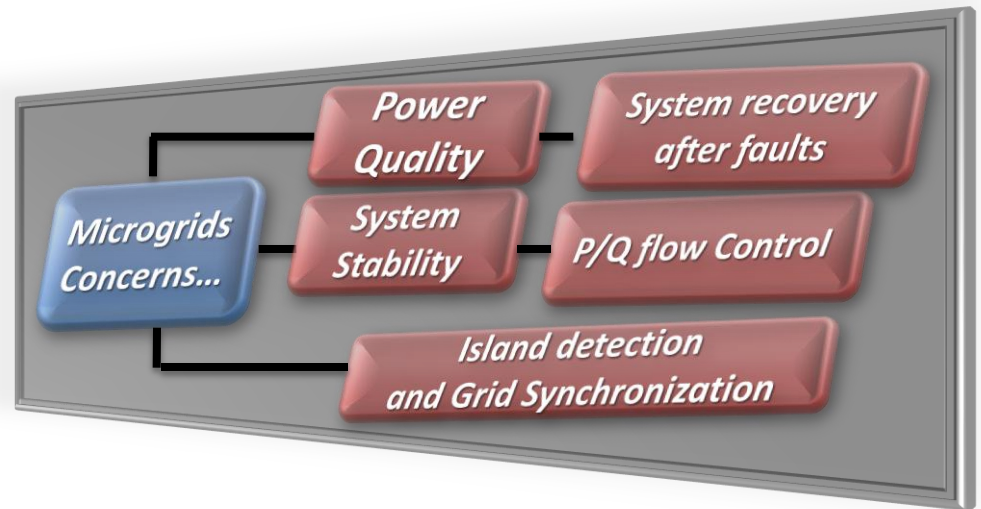 Microgrids
Concerns...
Power
Quality
System recovery
after faults
System
Stability
P/Q flow Control
Island detection
and Grid Synchronization